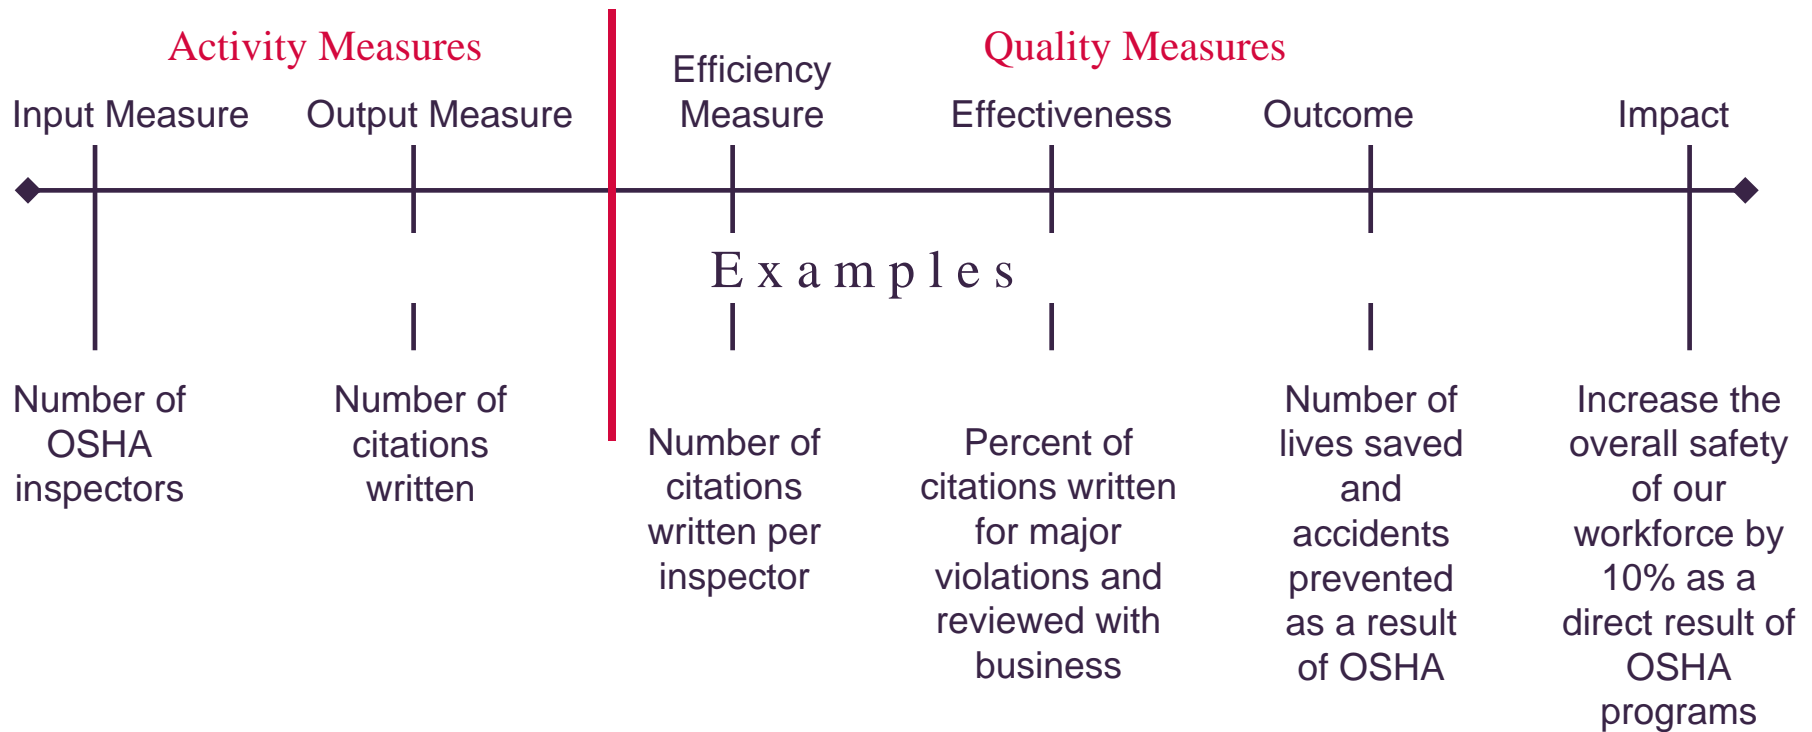 Activity Measures
Quality Measures
Input Measure
Output Measure
Efficiency
Measure
Effectiveness
Outcome
Impact
Examples
Number of
OSHA
inspectors
Number of
citations
written
Number of
citations
written per
inspector
Percent of
citations written
for major
violations and
reviewed with
business
Number of
lives saved
and
accidents
prevented
as a result
of OSHA
Increase the
overall safety
of our
workforce by
10% as a
direct result of
OSHA
programs